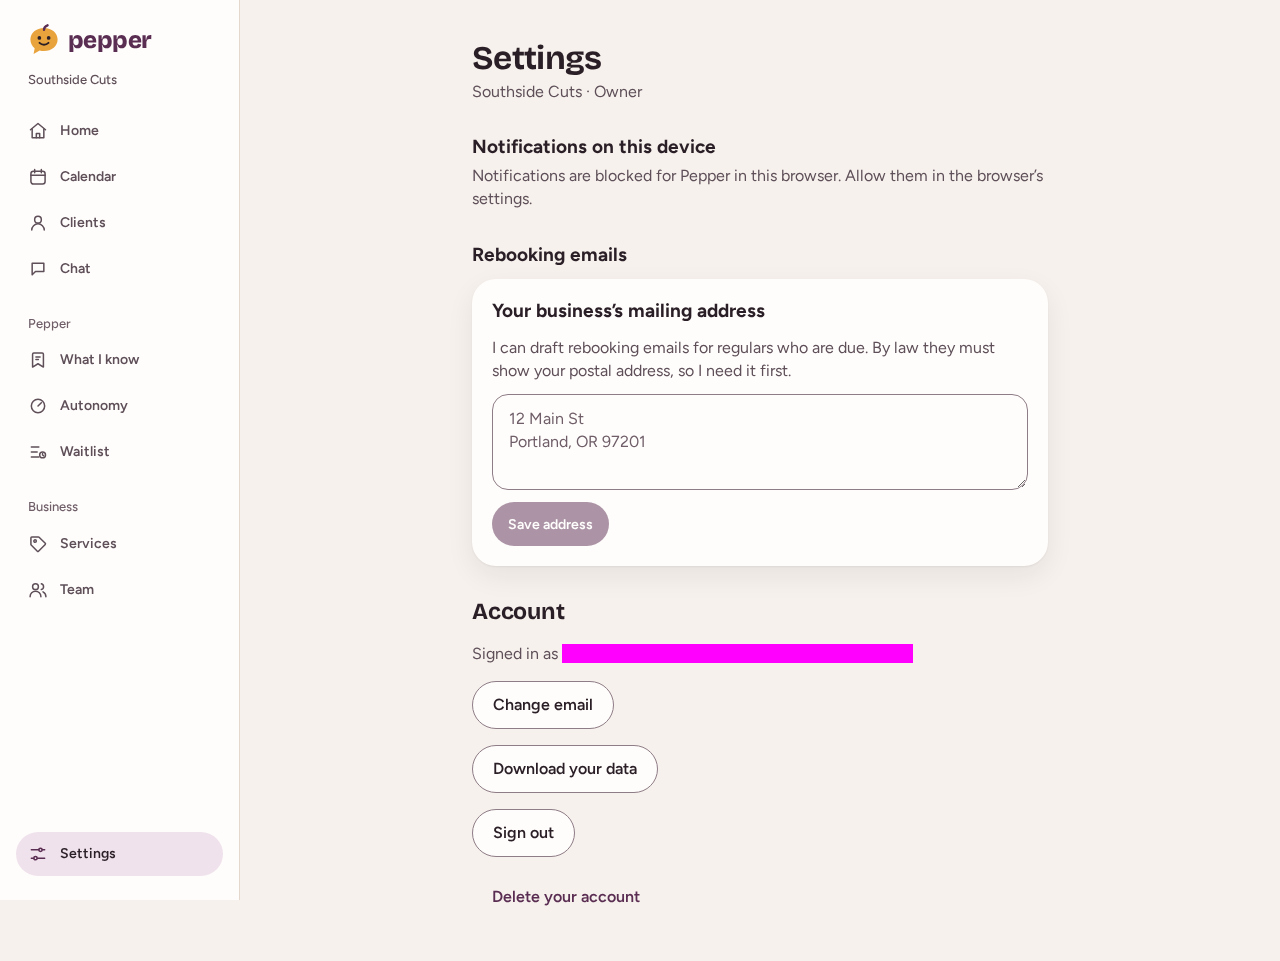 pepper
Southside Cuts
Home
Calendar
Clients
Chat
Pepper
What I know
Autonomy
Waitlist
Business
Services
Team
Settings
Settings
Southside Cuts · Owner
Notifications on this device
Notifications are blocked for Pepper in this browser. Allow them in the browser’s
settings.
Rebooking emails
Your business’s mailing address
I can draft rebooking emails for regulars who are due. By law they must
show your postal address, so I need it first.
12 Main St
Portland, OR 97201
Save address
Account
Signed in as
Change email
Download your data
Sign out
Delete your account